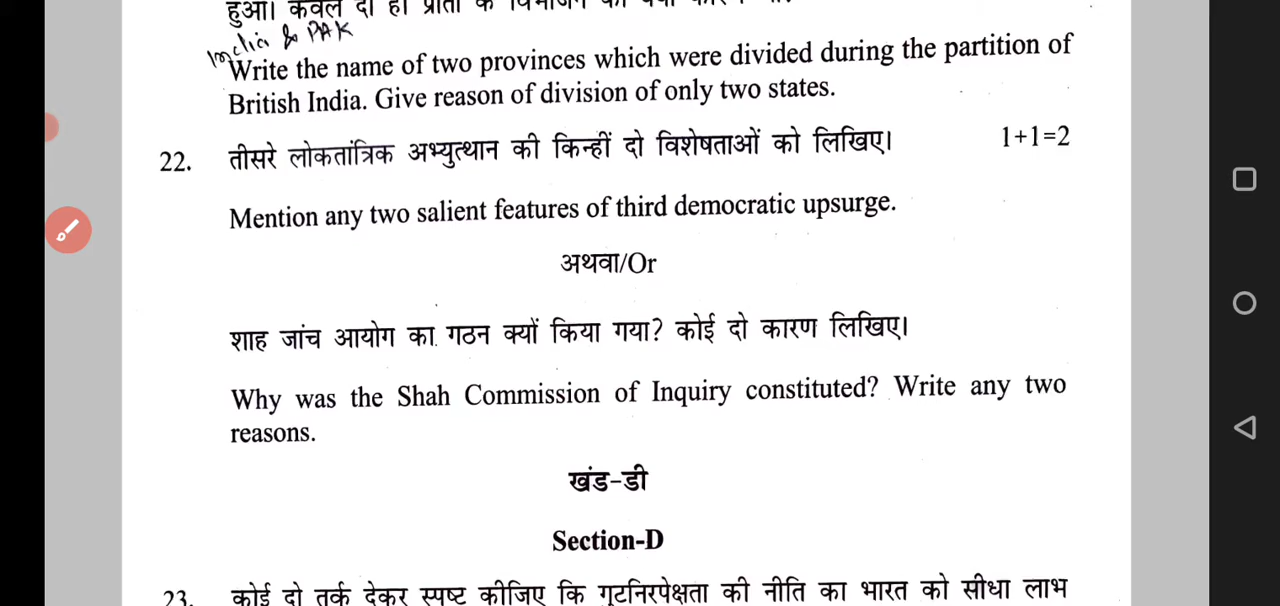 हुआ। केवल दो ही प्रांतों के विभाजन का क्या कारण
India & PAK
Write the name of two provinces which were divided during the partition of
British India. Give reason of division of only two states.
22. तीसरे लोकतांत्रिक अभ्युत्थान की किन्हीं दो विशेषताओं को लिखिए। 1+1=2
Mention any two salient features of third democratic upsurge.
अथवा/Or
शाह जांच आयोग का गठन क्यों किया गया? कोई दो कारण लिखिए।
Why was the Shah Commission of Inquiry constituted? Write any two
reasons.
खंड-डी
Section-D
23. कोई दो तर्क देकर स्पष्ट कीजिए कि गुटनिरपेक्षता की नीति का भारत को सीधा लाभ